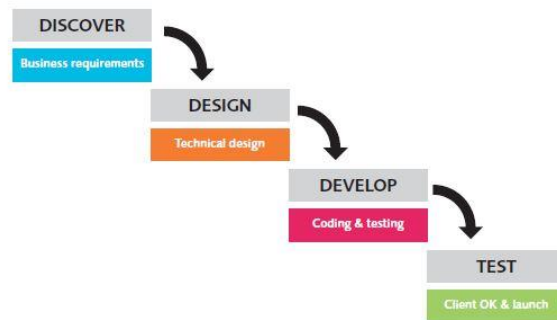 DISCOVER
Business requirements
DESIGN
Technical design
DEVELOP
Coding & testing
TEST
Client OK & launch